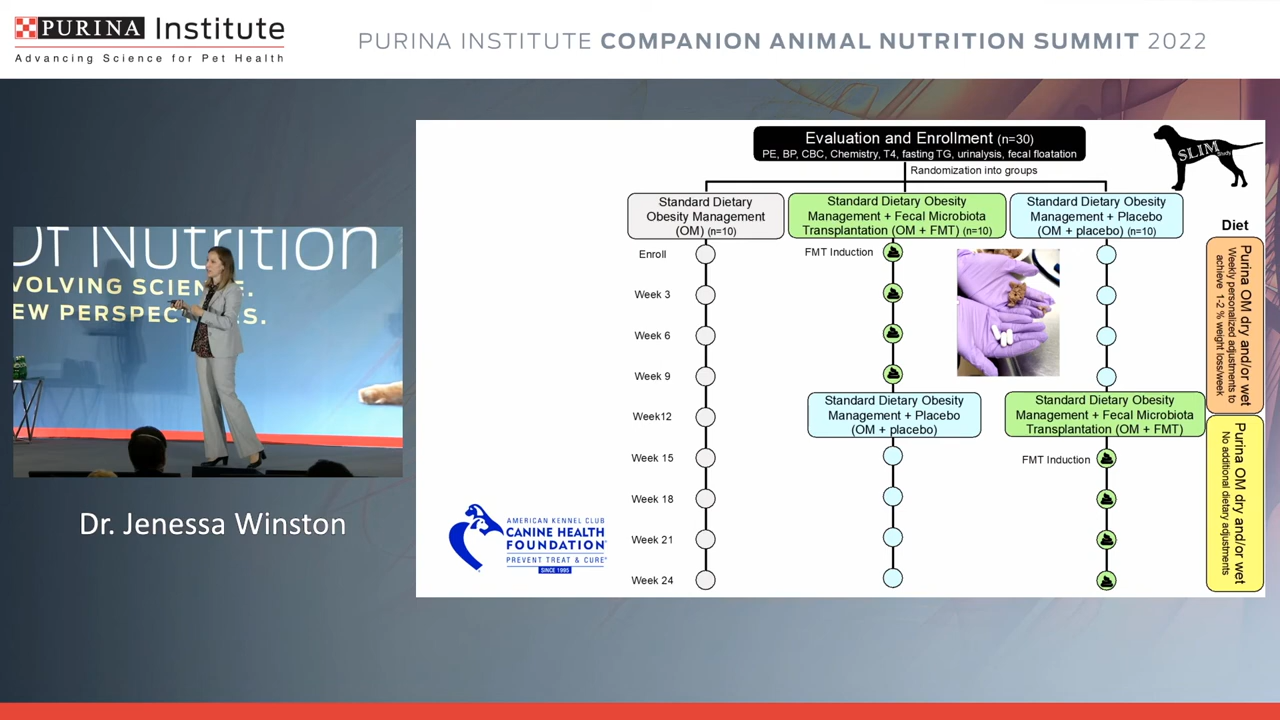 PURINA Institute
Advancing Science for Pet Health
PURINA INSTITUTE COMPANION ANIMAL NUTRITION SUMMIT 2022
Of Nutrition
VOLVING SCIENCE.
EW PERSPECTIVES.
Dr. Jenessa Winston
Evaluation and Enrollment (n=30)
PE, BP, CBC, Chemistry, T4, fasting TG, urinalysis, fecal floatation
Randomization into groups
SLIM
Study
Standard Dietary
Obesity Management
(OM) (n=10)
Standard Dietary Obesity
Management + Fecal Microbiota
Transplantation (OM + FMT) (n=10)
Standard Dietary Obesity
Management + Placebo
(OM + placebo) (n=10)
Diet
Enroll
FMT Induction
Week 3
Week 6
Week 9
Purina OM dry and/or wet
Weekly personalized adjustments to
achieve 1-2 % weight loss/week
Week12
Standard Dietary Obesity
Management + Placebo
(OM + placebo)
Standard Dietary Obesity
Management + Fecal Microbiota
Transplantation (OM + FMT)
Week 15
FMT Induction
Week 18
Week 21
Week 24
Purina OM dry and/or wet
No additional dietary adjustments
AMERICAN KENNEL CLUB
CANINE HEALTH
FOUNDATION
PREVENT TREAT & CURE®
SINCE 1995